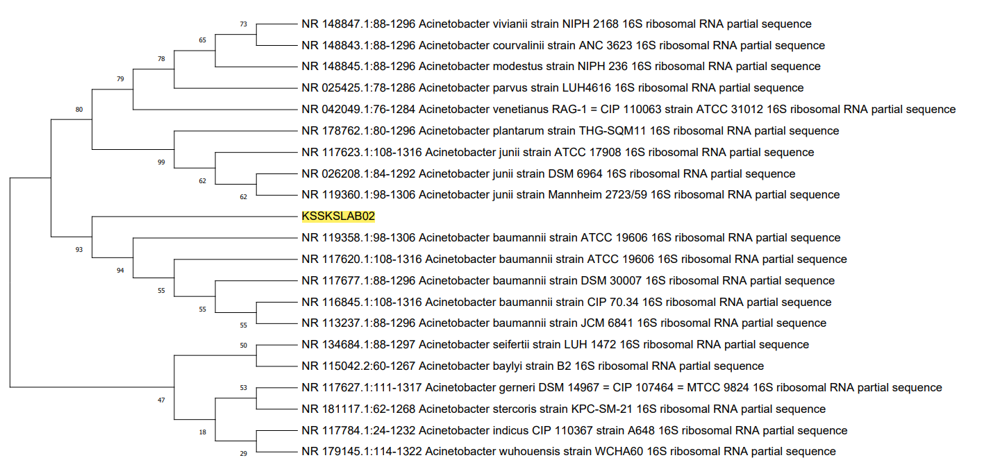 73
NR 148847.1:88-1296 Acinetobacter vivianii strain NIPH 2168 16S ribosomal RNA partial sequence
65
NR 148843.1:88-1296 Acinetobacter courvalinii strain ANC 3623 16S ribosomal RNA partial sequence
78
NR 148845.1:88-1296 Acinetobacter modestus strain NIPH 236 16S ribosomal RNA partial sequence
79
NR 025425.1:78-1286 Acinetobacter parvus strain LUH4616 16S ribosomal RNA partial sequence
80
NR 042049.1:76-1284 Acinetobacter venetianus RAG-1 = CIP 110063 strain ATCC 31012 16S ribosomal RNA partial sequence
NR 178762.1:80-1296 Acinetobacter plantarum strain THG-SQM11 16S ribosomal RNA partial sequence
NR 117623.1:108-1316 Acinetobacter junii strain ATCC 17908 16S ribosomal RNA partial sequence
99
NR 026208.1:84-1292 Acinetobacter junii strain DSM 6964 16S ribosomal RNA partial sequence
62
NR 119360.1:98-1306 Acinetobacter junii strain Mannheim 2723/59 16S ribosomal RNA partial sequence
62
KSSKSLAB02
NR 119358.1:98-1306 Acinetobacter baumannii strain ATCC 19606 16S ribosomal RNA partial sequence
93
NR 117620.1:108-1316 Acinetobacter baumannii strain ATCC 19606 16S ribosomal RNA partial sequence
94
NR 117677.1:88-1296 Acinetobacter baumannii strain DSM 30007 16S ribosomal RNA partial sequence
55
NR 116845.1:108-1316 Acinetobacter baumannii strain CIP 70.34 16S ribosomal RNA partial sequence
55
NR 113237.1:88-1296 Acinetobacter baumannii strain JCM 6841 16S ribosomal RNA partial sequence
55
50
NR 134684.1:88-1297 Acinetobacter seifertii strain LUH 1472 16S ribosomal RNA partial sequence
NR 115042.2:60-1267 Acinetobacter baylyi strain B2 16S ribosomal RNA partial sequence
53
NR 117627.1:111-1317 Acinetobacter gerneri DSM 14967 = CIP 107464 = MTCC 9824 16S ribosomal RNA partial sequence
47
NR 181117.1:62-1268 Acinetobacter stercoris strain KPC-SM-21 16S ribosomal RNA partial sequence
18
NR 117784.1:24-1232 Acinetobacter indicus CIP 110367 strain A648 16S ribosomal RNA partial sequence
29
NR 179145.1:114-1322 Acinetobacter wuhouensis strain WCHA60 16S ribosomal RNA partial sequence